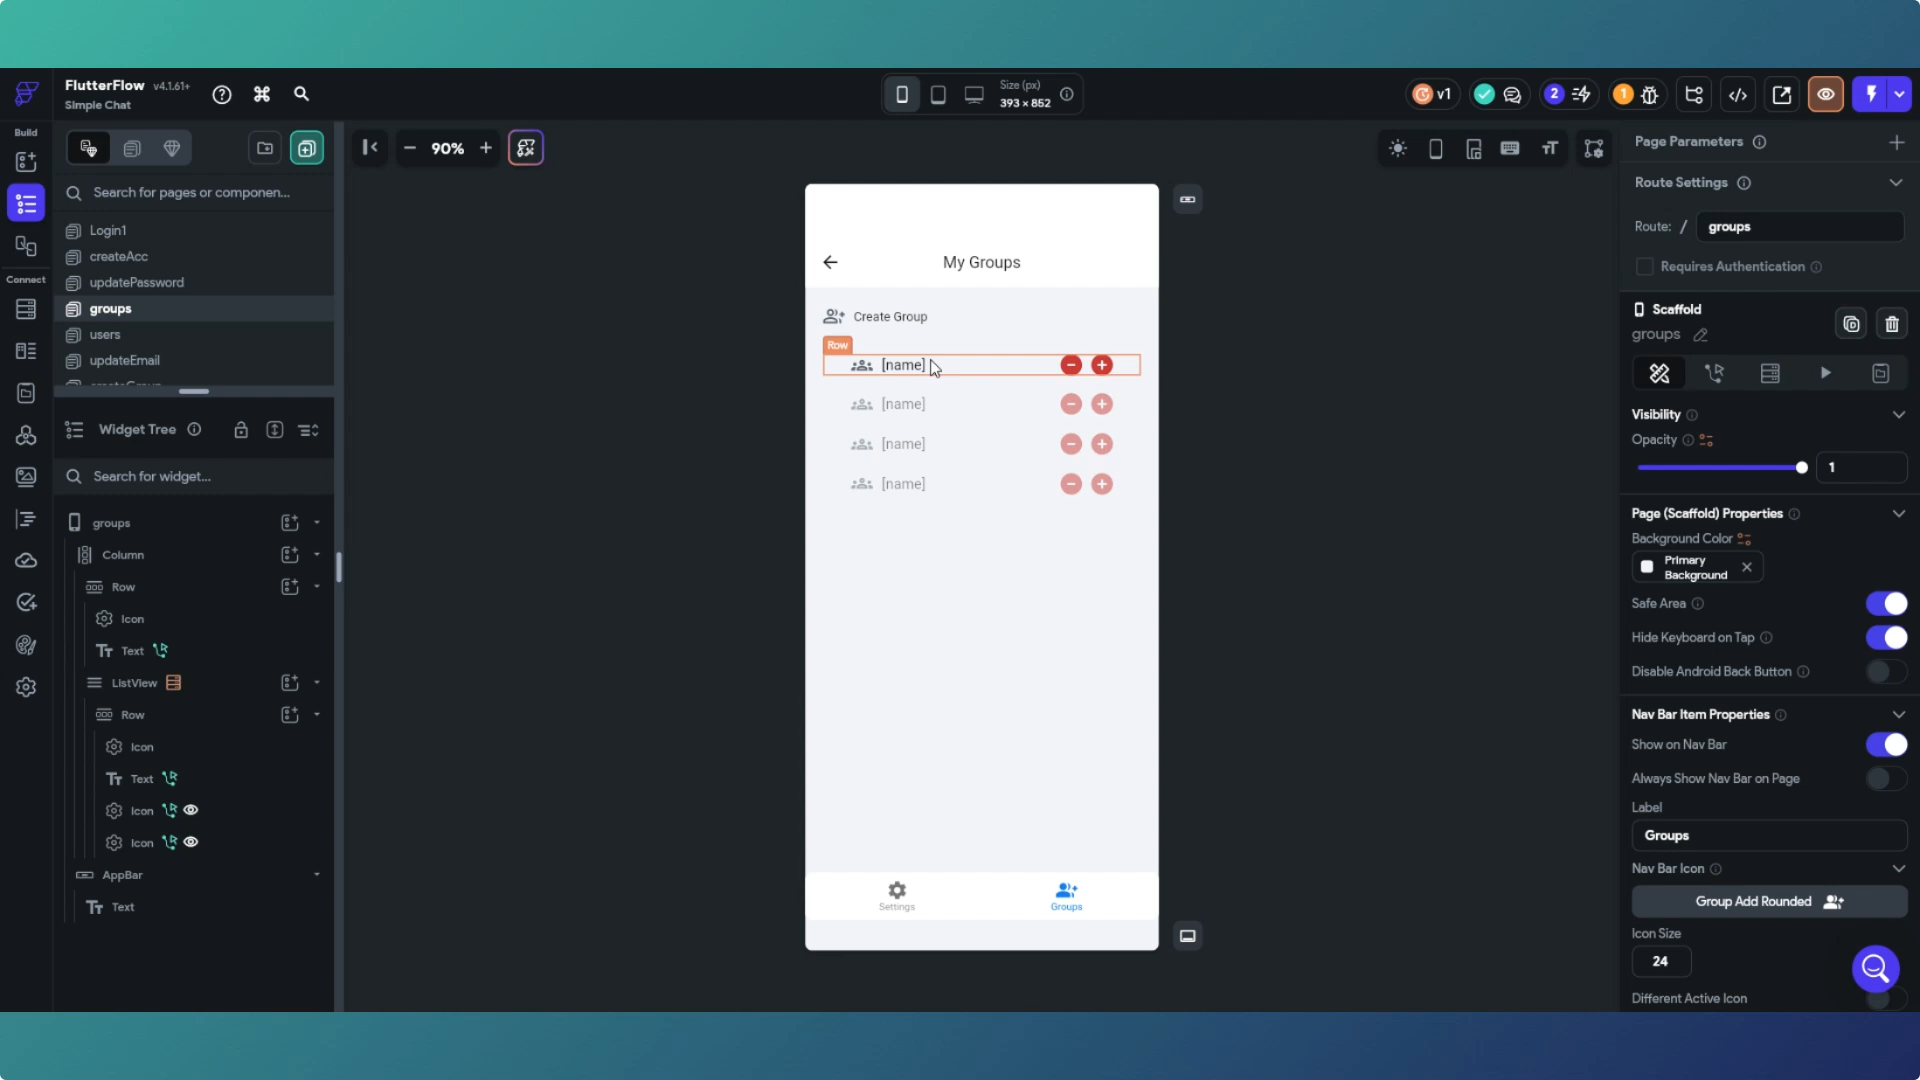 FlutterFlow v4.1.61+
Simple Chat
Size (px)
393 × 852
v1
2
1
Build
Connect
Search for pages or componen...
Login1
createAcc
updatePassword
groups
users
updateEmail
createGroup
Widget Tree
Search for widget...
groups
Column
Row
Icon
Text
ListView
Row
Icon
Text
Icon
Icon
AppBar
Text
90%
My Groups
Create Group
Row
[name]
[name]
[name]
[name]
Settings
Groups
Page Parameters
Route Settings
Route: / groups
Requires Authentication
Scaffold
groups
Visibility
Opacity
1
Page (Scaffold) Properties
Background Color
Primary
Background
Safe Area
Hide Keyboard on Tap
Disable Android Back Button
Nav Bar Item Properties
Show on Nav Bar
Always Show Nav Bar on Page
Label
Groups
Nav Bar Icon
Group Add Rounded
Icon Size
24
Different Active Icon